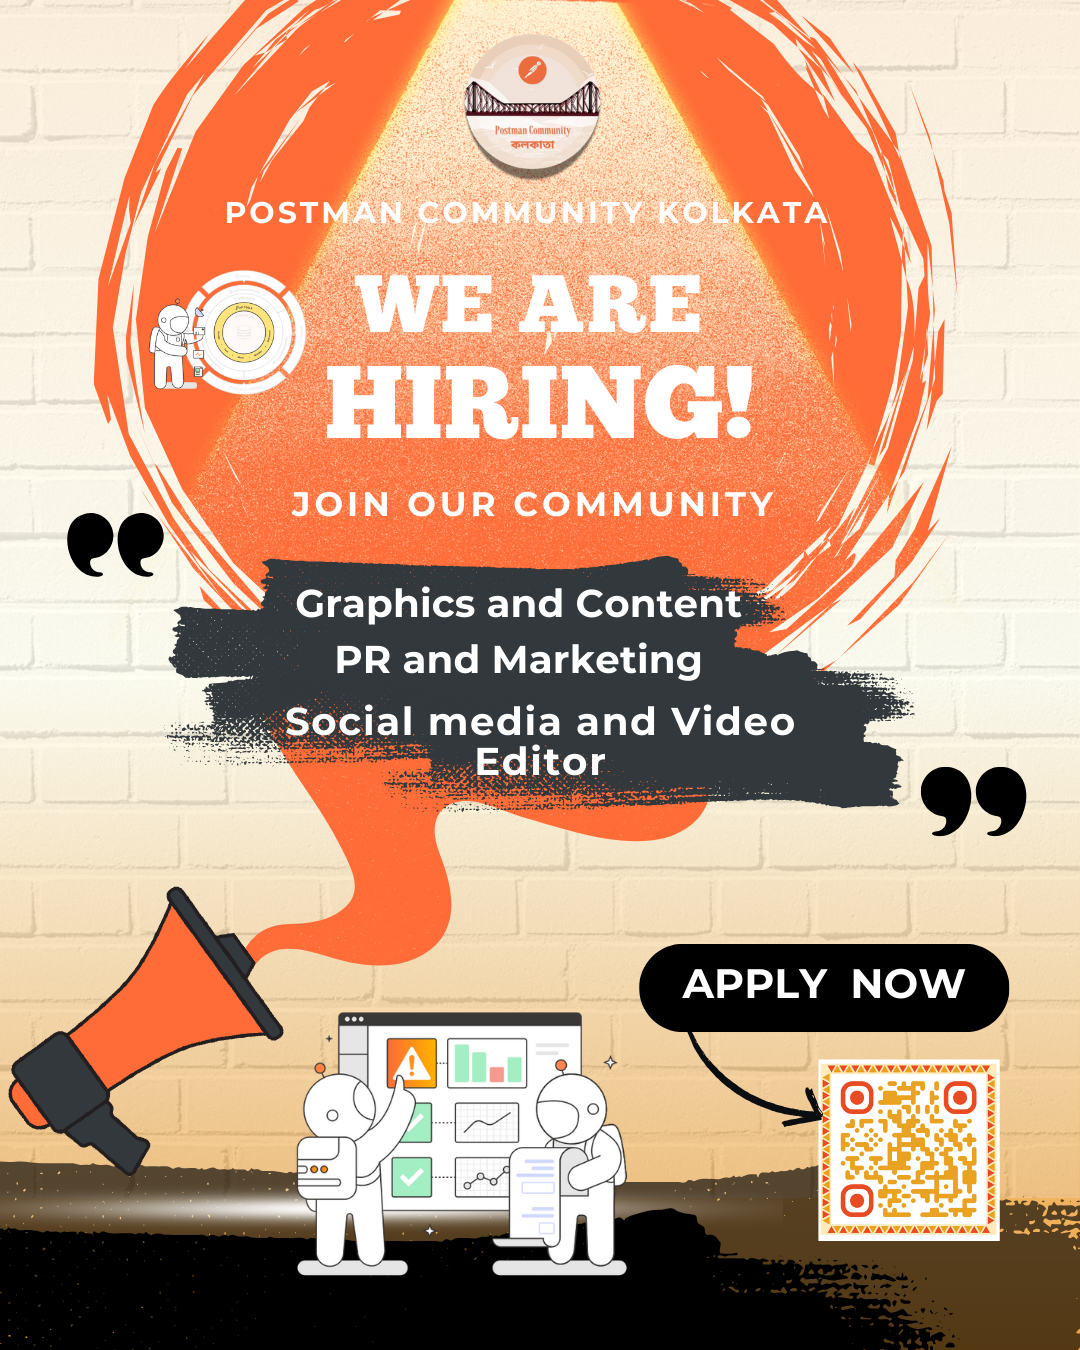 Postman Community
কলকাতা
POSTMAN COMMUNITY KOLKATA
WE ARE
HIRING!
JOIN OUR COMMUNITY
Graphics and Content
PR and Marketing
Social media and Video
Editor
APPLY NOW